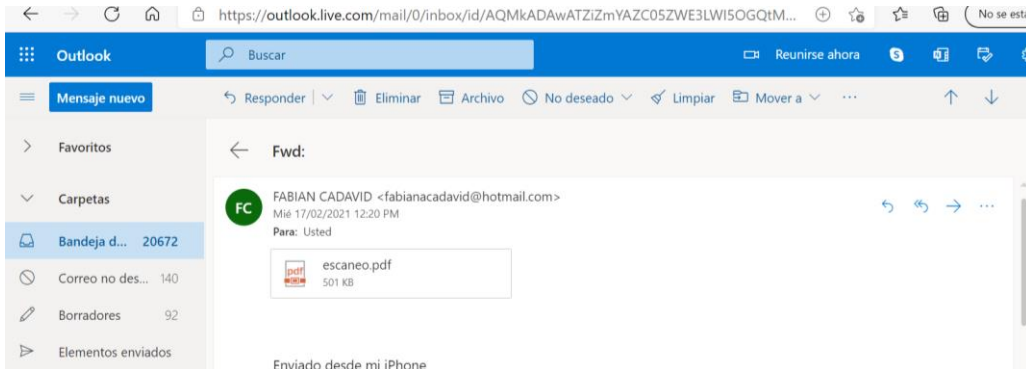 https://outlook.live.com/mail/0/inbox/id/AQMkADAwATZiZmYAZC05ZWE3LWI5OGQtM...
No se está
Outlook
Buscar
Reunirse ahora
Mensaje nuevo
Responder
Eliminar
Archivo
No deseado
Limpiar
Mover a
Favoritos
Fwd:
Carpetas
FC
FABIAN CADAVID <fabianacadavid@hotmail.com>
Mié 17/02/2021 12:20 PM
Para: Usted
Bandeja d... 20672
pdf
escaneo.pdf
501 KB
Correo no des... 140
Borradores 92
Elementos enviados
Enviado desde mi iPhone